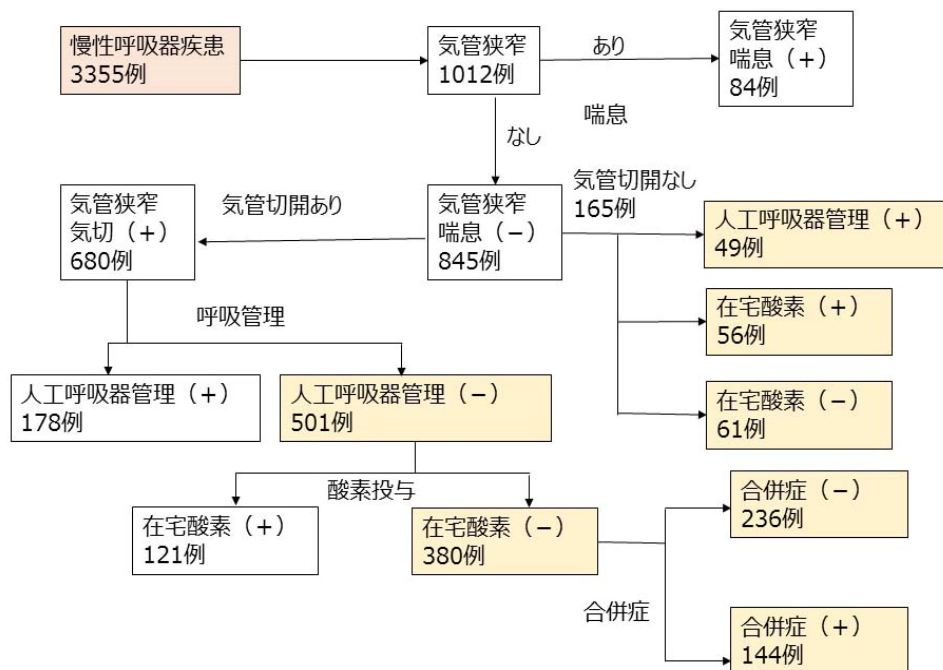 慢性呼吸器疾患
3355例
気管狭窄
1012例
あり
気管狭窄
喘息（+）
84例
喘息
なし
気管狭窄
気切（+）
680例
気管切開あり
気管狭窄
喘息（−）
845例
気管切開なし
165例
人工呼吸器管理（+）
49例
在宅酸素（+）
56例
在宅酸素（−）
61例
呼吸管理
人工呼吸器管理（+）
178例
人工呼吸器管理（−）
501例
酸素投与
在宅酸素（+）
121例
在宅酸素（−）
380例
合併症（−）
236例
合併症
合併症（+）
144例